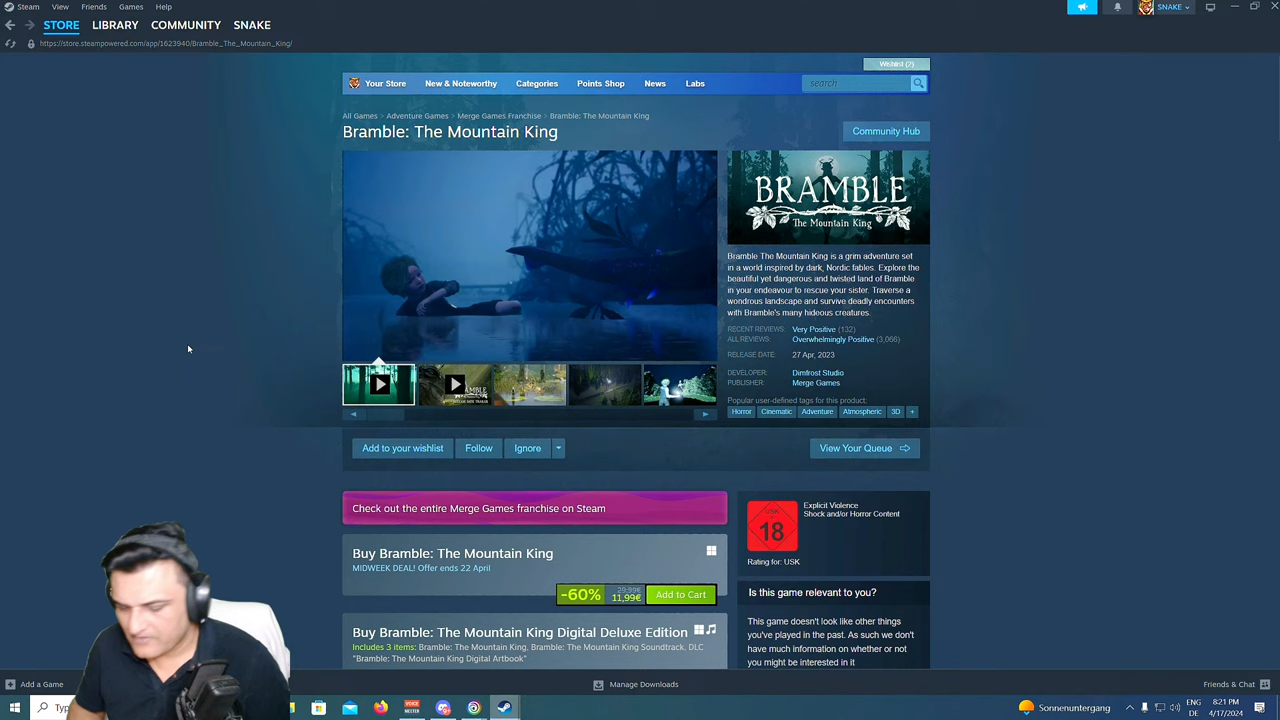 Steam View Friends Games Help
SNAKE
STORE LIBRARY COMMUNITY SNAKE
https://store.steampowered.com/app/1623940/Bramble_The_Mountain_King/
Wishlist (2)
Your Store New & Noteworthy Categories Points Shop News Labs search
All Games > Adventure Games > Merge Games Franchise > Bramble: The Mountain King
Bramble: The Mountain King
Community Hub
BRAMBLE
The Mountain King
Bramble The Mountain King is a grim adventure set
in a world inspired by dark, Nordic fables. Explore the
beautiful yet dangerous and twisted land of Bramble
in your endeavour to rescue your sister. Traverse a
wondrous landscape and survive deadly encounters
with Bramble's many hideous creatures.
RECENT REVIEWS: Very Positive (132)
ALL REVIEWS: Overwhelmingly Positive (3,066)
RELEASE DATE: 27 Apr, 2023
DEVELOPER: Dimfrost Studio
PUBLISHER: Merge Games
Popular user-defined tags for this product:
Horror Cinematic Adventure Atmospheric 3D +
Add to your wishlist Follow Ignore View Your Queue
Check out the entire Merge Games franchise on Steam
Buy Bramble: The Mountain King
MIDWEEK DEAL! Offer ends 22 April
-60% 29,99€ 11,99€ Add to Cart
Buy Bramble: The Mountain King Digital Deluxe Edition
Includes 3 items: Bramble: The Mountain King, Bramble: The Mountain King Soundtrack, DLC
"Bramble: The Mountain King Digital Artbook"
USK
18
Explicit Violence
Shock and/or Horror Content
Rating for: USK
Is this game relevant to you?
This game doesn't look like other things
you've played in the past. As such we don't
have much information on whether or not
you might be interested in it
Add a Game Manage Downloads Friends & Chat
Typ
Sonnenuntergang
ENG
DE
8:21 PM
4/17/2024